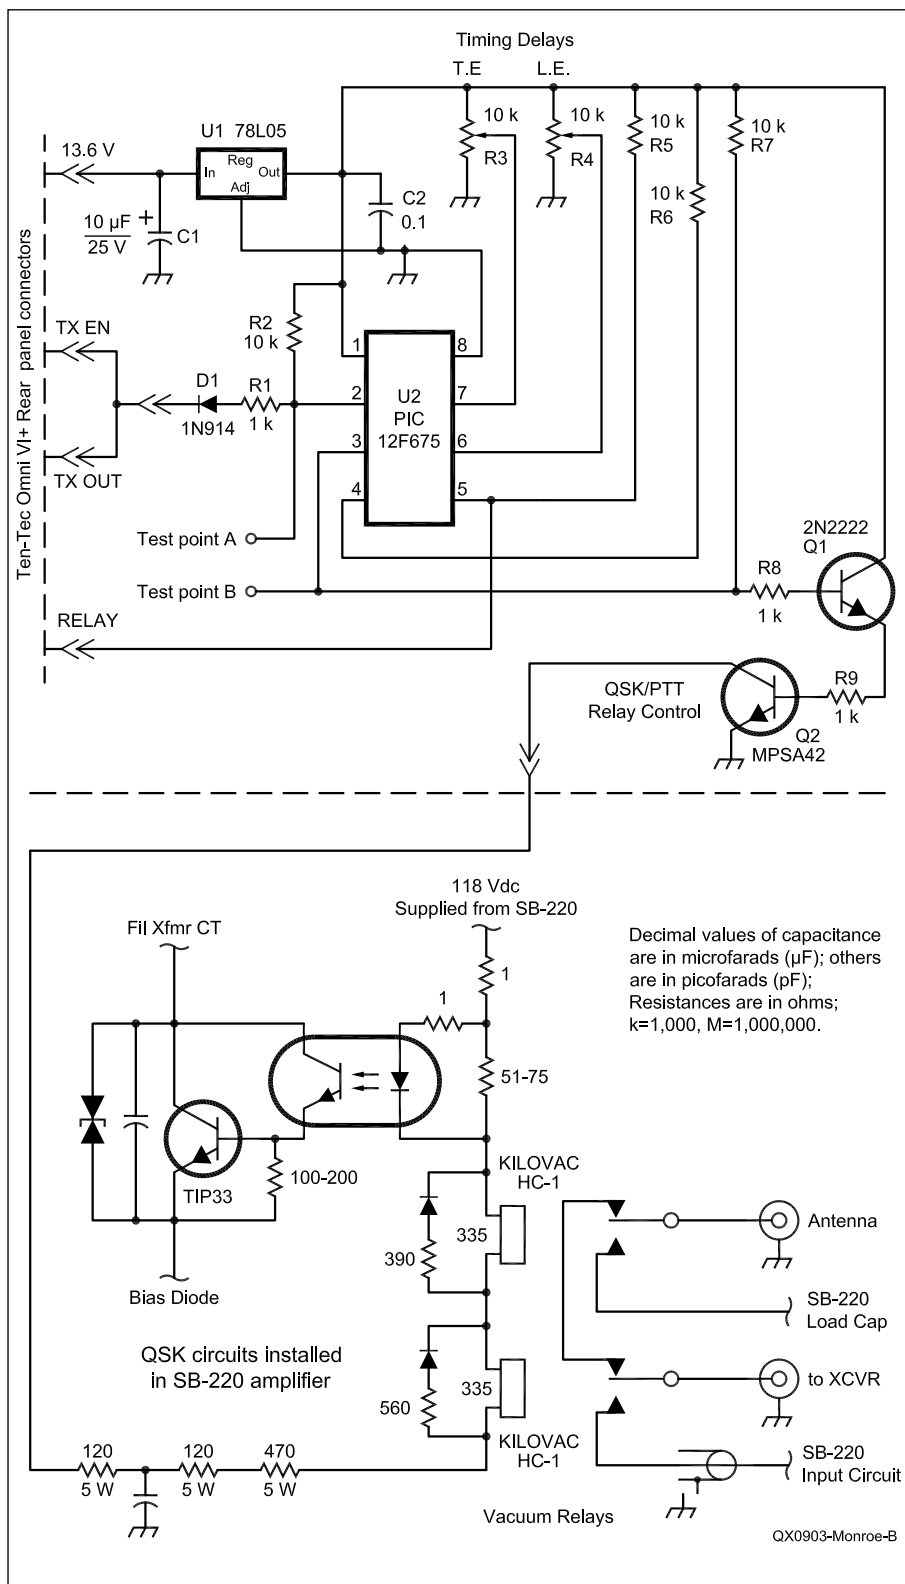 Timing Delays
T.E
L.E.
10 k
R3
10 k
R4
10 k
R5
10 k
R6
10 k
R7
U1 78L05
Reg
In
Out
Adj
13.6 V
10 µF
25 V
+
C1
C2
0.1
Ten-Tec Omni VI+ Rear panel connectors
TX EN
R2
10 k
D1
1N914
R1
1 k
TX OUT
1
2
3
4
8
7
6
5
U2
PIC
12F675
Test point A
Test point B
RELAY
R8
1 k
2N2222
Q1
QSK/PTT
Relay Control
R9
1 k
Q2
MPSA42
118 Vdc
Supplied from SB-220
Fil Xfmr CT
Decimal values of capacitance
are in microfarads (µF); others
are in picofarads (pF);
Resistances are in ohms;
k=1,000, M=1,000,000.
1
1
51-75
TIP33
100-200
KILOVAC
HC-1
335
390
Bias Diode
Antenna
SB-220
Load Cap
QSK circuits installed
in SB-220 amplifier
335
560
KILOVAC
HC-1
to XCVR
SB-220
Input Circuit
120
5 W
120
5 W
470
5 W
Vacuum Relays
QX0903-Monroe-B